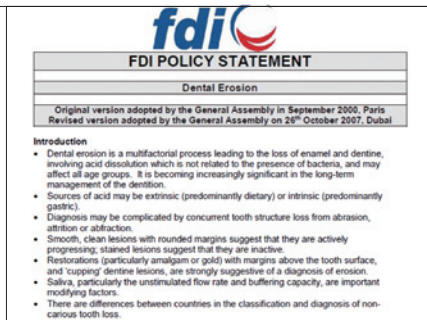 fdi
FDI POLICY STATEMENT
Dental Erosion
Original version adopted by the General Assembly in September 2000, Paris
Revised version adopted by the General Assembly on 26th October 2007, Dubai
Introduction
• Dental erosion is a multifactorial process leading to the loss of enamel and dentine,
involving acid dissolution which is not related to the presence of bacteria, and may
affect all age groups. It is becoming increasingly significant in the long-term
management of the dentition.
• Sources of acid may be extrinsic (predominantly dietary) or intrinsic (predominantly
gastric).
• Diagnosis may be complicated by concurrent tooth structure loss from abrasion,
attrition or abfraction.
• Smooth, clean lesions with rounded margins suggest that they are actively
progressing; stained lesions suggest that they are inactive.
• Restorations (particularly amalgam or gold) with margins above the tooth surface,
and 'cupping' dentine lesions, are strongly suggestive of a diagnosis of erosion.
• Saliva, particularly the unstimulated flow rate and buffering capacity, are important
modifying factors.
• There are differences between countries in the classification and diagnosis of non-
carious tooth loss.